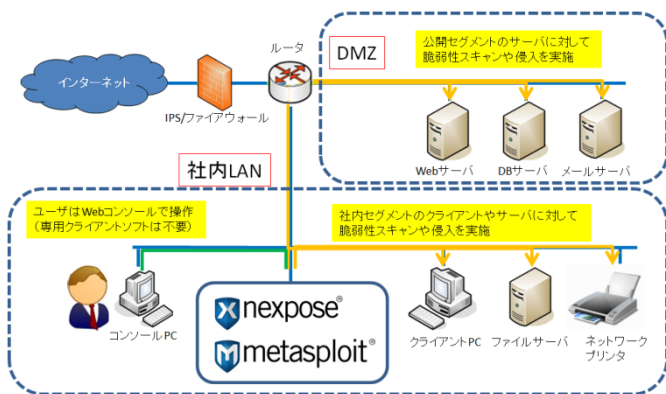 ルータ
DMZ
公開セグメントのサーバに対して
脆弱性スキャンや侵入を実施
インターネット
IPS/ファイアウォール
Webサーバ
DBサーバ
メールサーバ
社内LAN
ユーザはWebコンソールで操作
（専用クライアントソフトは不要）
社内セグメントのクライアントやサーバに対して
脆弱性スキャンや侵入を実施
コンソールPC
nexpose®
metasploit®
クライアントPC
ファイルサーバ
ネットワーク
プリンタ